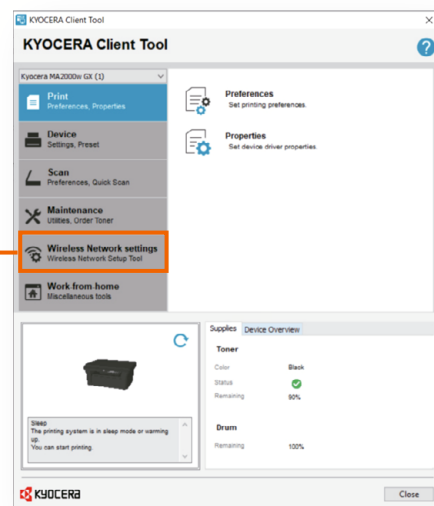 KYOCERA Client Tool
KYOCERA Client Tool
Kyocera MA2000w GX (1)
Print
Preferences, Properties
Device
Settings, Preset
Scan
Preferences, Quick Scan
Maintenance
Utilities, Order Toner
Wireless Network settings
Wireless Network Setup Tool
Work-from-home
Miscellaneous tools
Preferences
Set printing preferences.
Properties
Set device driver properties.
Sleep
The printing system is in sleep mode or warming
up.
You can start printing.
Supplies Device Overview
Toner
Color Black
Status
Remaining 90%
Drum
Remaining 100%
KYOCERA
Close